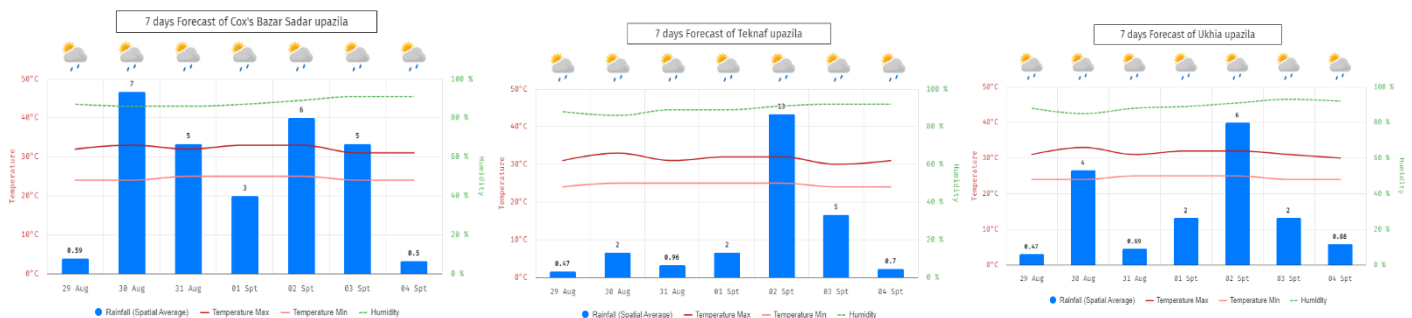 7 days Forecast of Cox's Bazar Sadar upazila
50°C
40°C
30°C
20°C
10°C
0°C
Temperature
100 %
80 %
60 %
40 %
20 %
0 %
Humidity
0.59
7
5
3
6
5
0.5
29 Aug 30 Aug 31 Aug 01 Spt 02 Spt 03 Spt 04 Spt
Rainfall (Spatial Average) Temperature Max Temperature Min Humidity
7 days Forecast of Teknaf upazila
50°C
40°C
30°C
20°C
10°C
0°C
Temperature
100 %
80 %
60 %
40 %
20 %
0 %
Humidity
0.47
2
0.96
2
13
5
0.7
29 Aug 30 Aug 31 Aug 01 Spt 02 Spt 03 Spt 04 Spt
Rainfall (Spatial Average) Temperature Max Temperature Min Humidity
7 days Forecast of Ukhia upazila
50°C
40°C
30°C
20°C
10°C
0°C
Temperature
100 %
80 %
60 %
40 %
20 %
0 %
Humidity
0.47
4
0.69
2
6
2
0.88
29 Aug 30 Aug 31 Aug 01 Spt 02 Spt 03 Spt 04 Spt
Rainfall (Spatial Average) Temperature Max Temperature Min Humidity